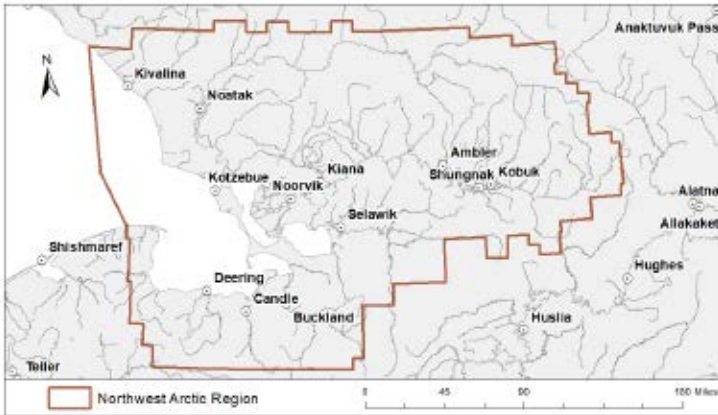 Anaktuvuk Pass
N
Kivalina
Noatak
Ambler
Kiana
Shungnak
Kobuk
Kotzebue
Noorvik
Alatna
Selawik
Allakaket
Shishmaref
Deering
Hughes
Candle
Buckland
Huslia
Teller
Northwest Arctic Region
0 45 90 180 Miles